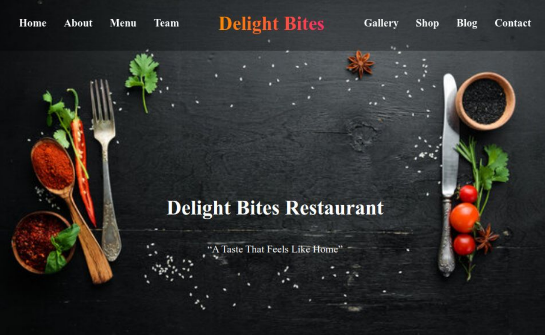 Home About Menu Team Delight Bites Gallery Shop Blog Contact
Delight Bites Restaurant
“A Taste That Feels Like Home”